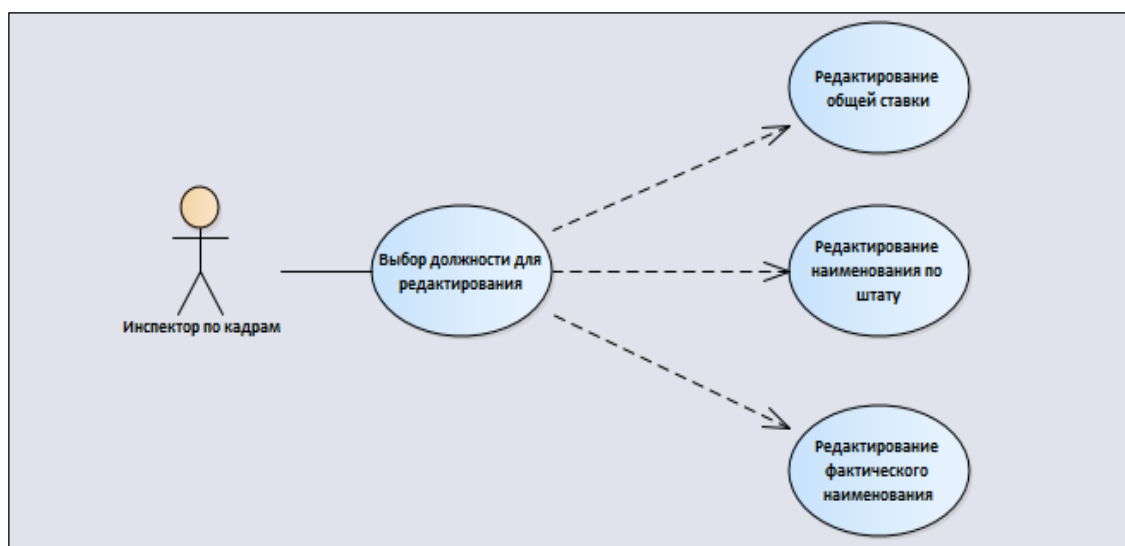 Редактирование
общей ставки
Выбор должности для
редактирования
Редактирование
наименования по
штату
Инспектор по кадрам
Редактирование
фактического
наименования